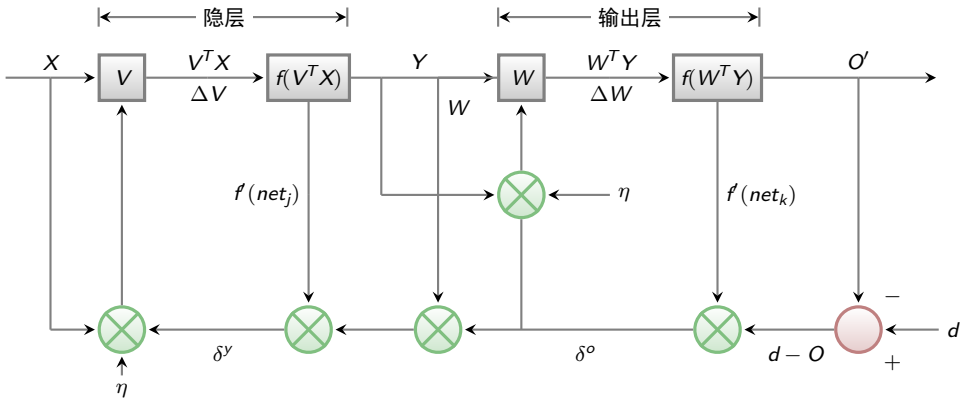 隐层
输出层
X
V
V^T X
ΔV
f(V^T X)
Y
W
W
W^T Y
ΔW
f(W^T Y)
O′
f′(net_j)
η
f′(net_k)
−
d
+
δ^y
δ^o
d − O
η